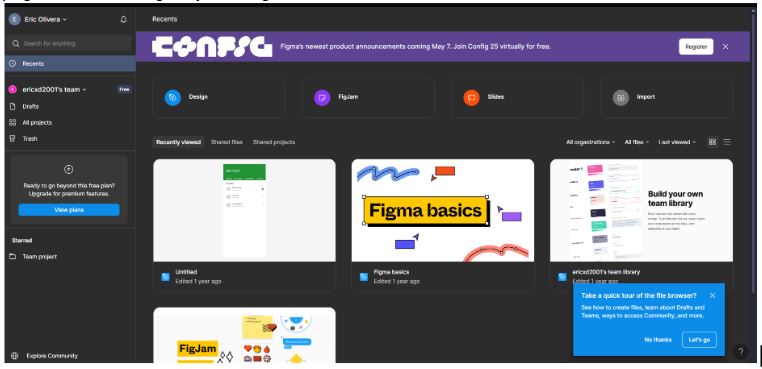 E Eric Olivera
Search for anything
Recents
ericxd2001's team Free
Drafts
All projects
Trash
Ready to go beyond this free plan?
Upgrade for premium features.
View plans
Starred
Team project
Explore Community
Recents
CONFIG Figma's newest product announcements coming May 7. Join Config 25 virtually for free. Register
Design FigJam Slides Import
Recently viewed Shared files Shared projects All organizations All files Last viewed
Untitled
Edited 1 year ago
Figma basics
Figma basics
Edited 1 year ago
Build your own
team library
ericxd2001's team library
Edited 1 year ago
FigJam
Take a quick tour of the file browser?
See how to create files, learn about Drafts and
Teams, ways to access Community, and more.
No thanks Let's go
?